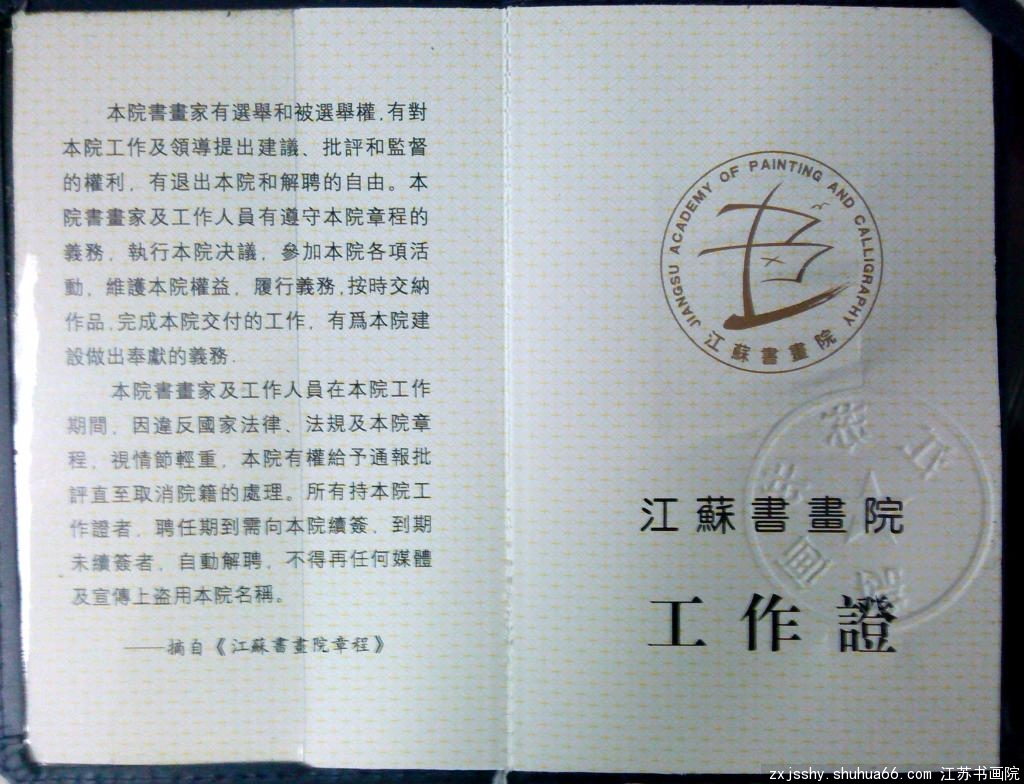 本院書畫家有選舉和被選舉權,有對
本院工作及領導提出建議、批評和監督
的權利，有退出本院和解聘的自由。本
院書畫家及工作人員有遵守本院章程的
義務，執行本院决議，參加本院各項活
動，維護本院權益，履行義務,按時交納
作品,完成本院交付的工作，有爲本院建
設做出奉獻的義務.
本院書畫家及工作人員在本院工作
期間，因違反國家法律、法規及本院章
程，視情節輕重，本院有權給予通報批
評直至取消院籍的處理。所有持本院工
作證者，聘任期到需向本院續簽，到期
未續簽者，自動解聘，不得再任何媒體
及宣傳上盗用本院名稱。
——摘自《江蘇書畫院章程》
JIANGSU ACADEMY OF PAINTING AND CALLIGRAPHY
江蘇書畫院
江蘇書畫院
工作證
zxjsshy.shuhua66.com 江苏书画院